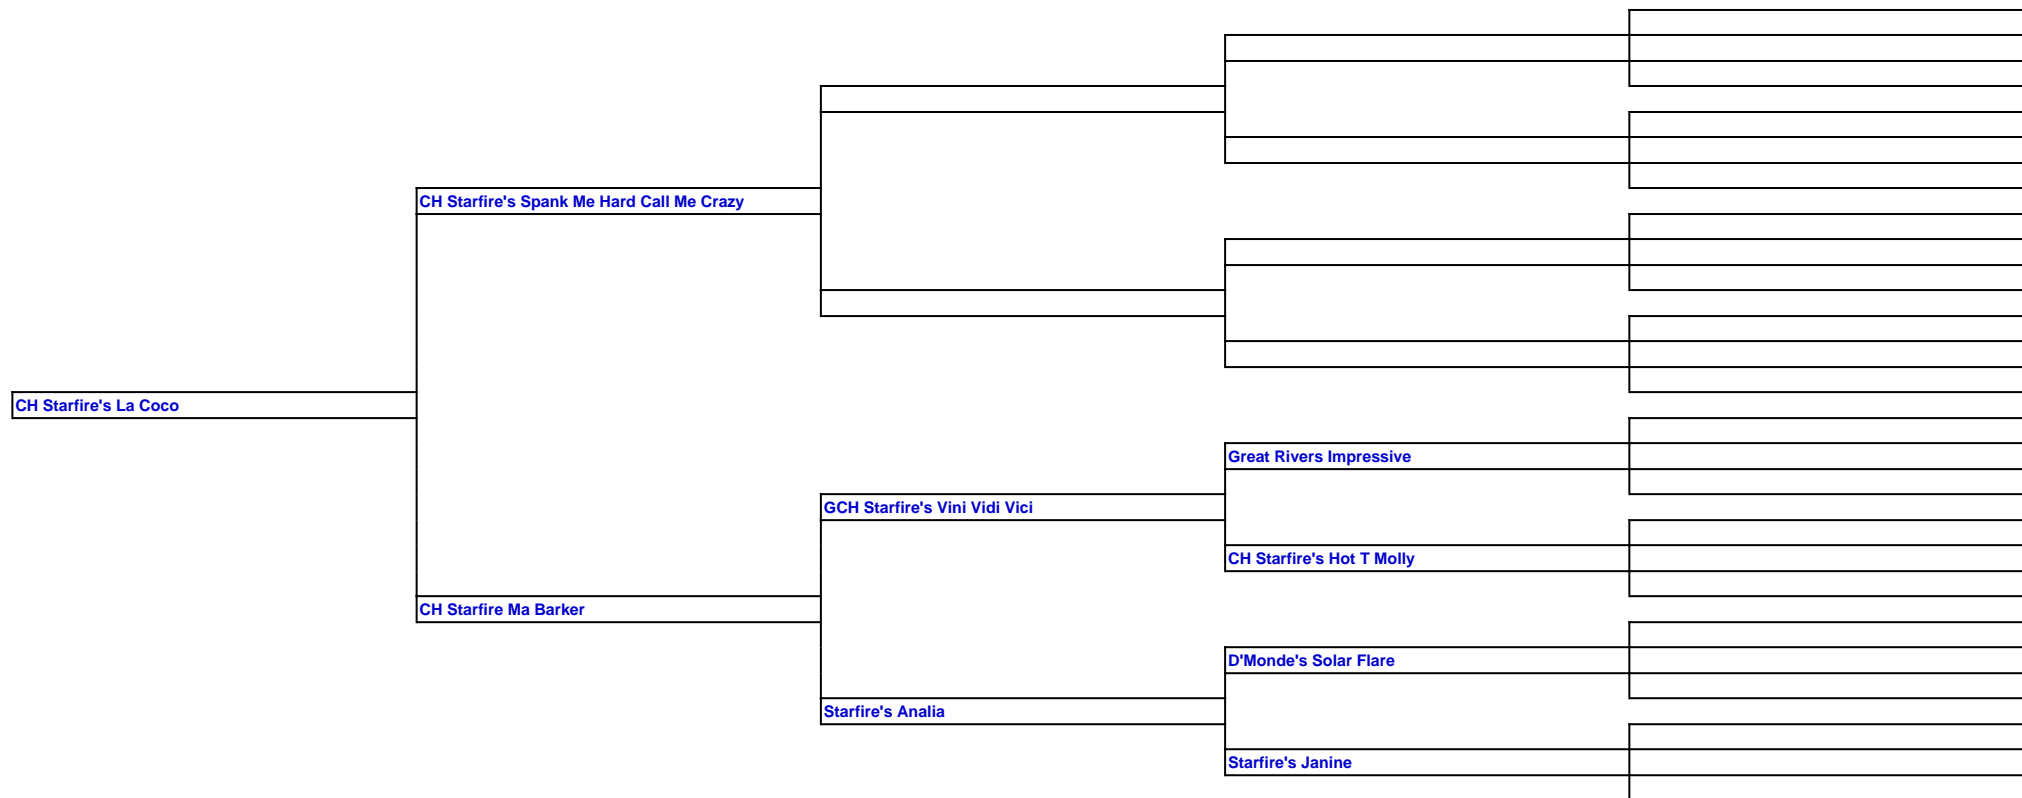 CH Starfire's Spank Me Hard Call Me Crazy
CH Starfire's La Coco
Great Rivers Impressive
GCH Starfire's Vini Vidi Vici
CH Starfire's Hot T Molly
CH Starfire Ma Barker
D'Monde's Solar Flare
Starfire's Analia
Starfire's Janine